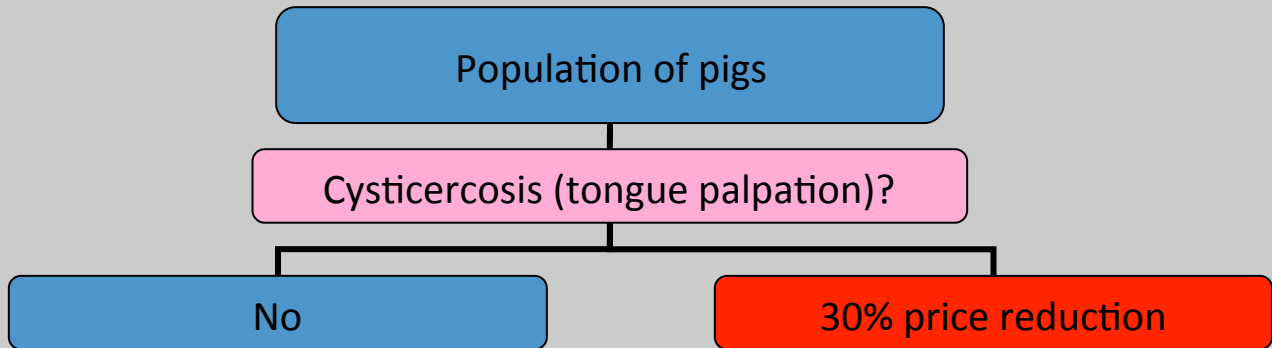 Population of pigs
Cysticercosis (tongue palpation)?
No
30% price reduction